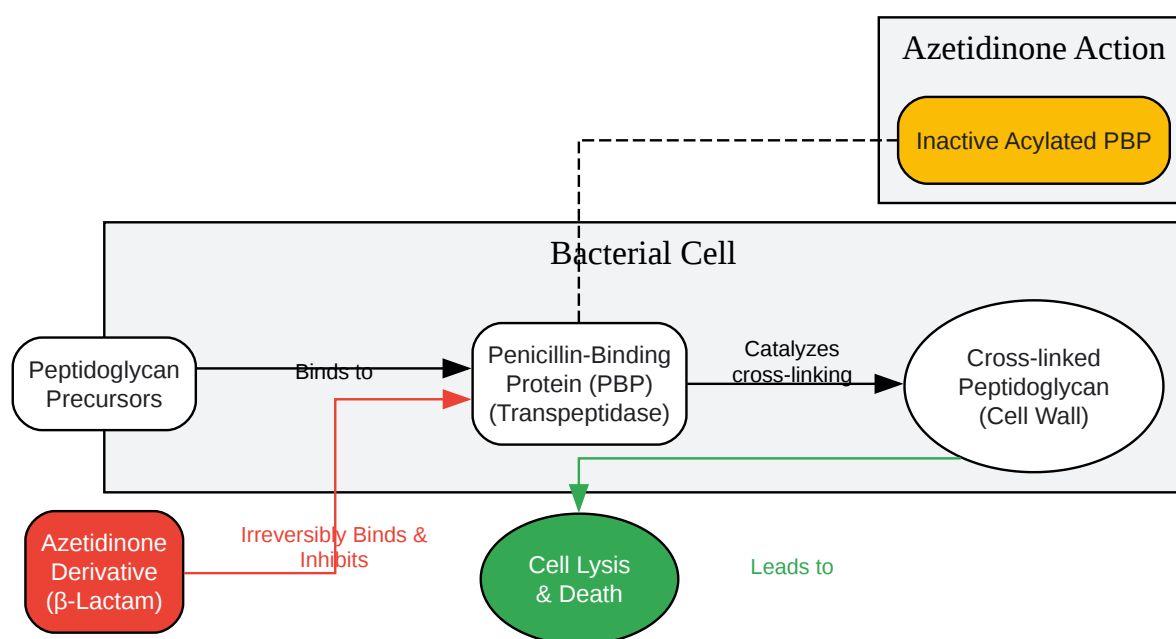 Azetidinone Action
Inactive Acylated PBP
Bacterial Cell
Peptidoglycan
Precursors
Binds to
Penicillin-Binding
Protein (PBP)
(Transpeptidase)
Catalyzes
cross-linking
Cross-linked
Peptidoglycan
(Cell Wall)
Azetidinone
Derivative
(β-Lactam)
Irreversibly Binds &
Inhibits
Cell Lysis
& Death
Leads to